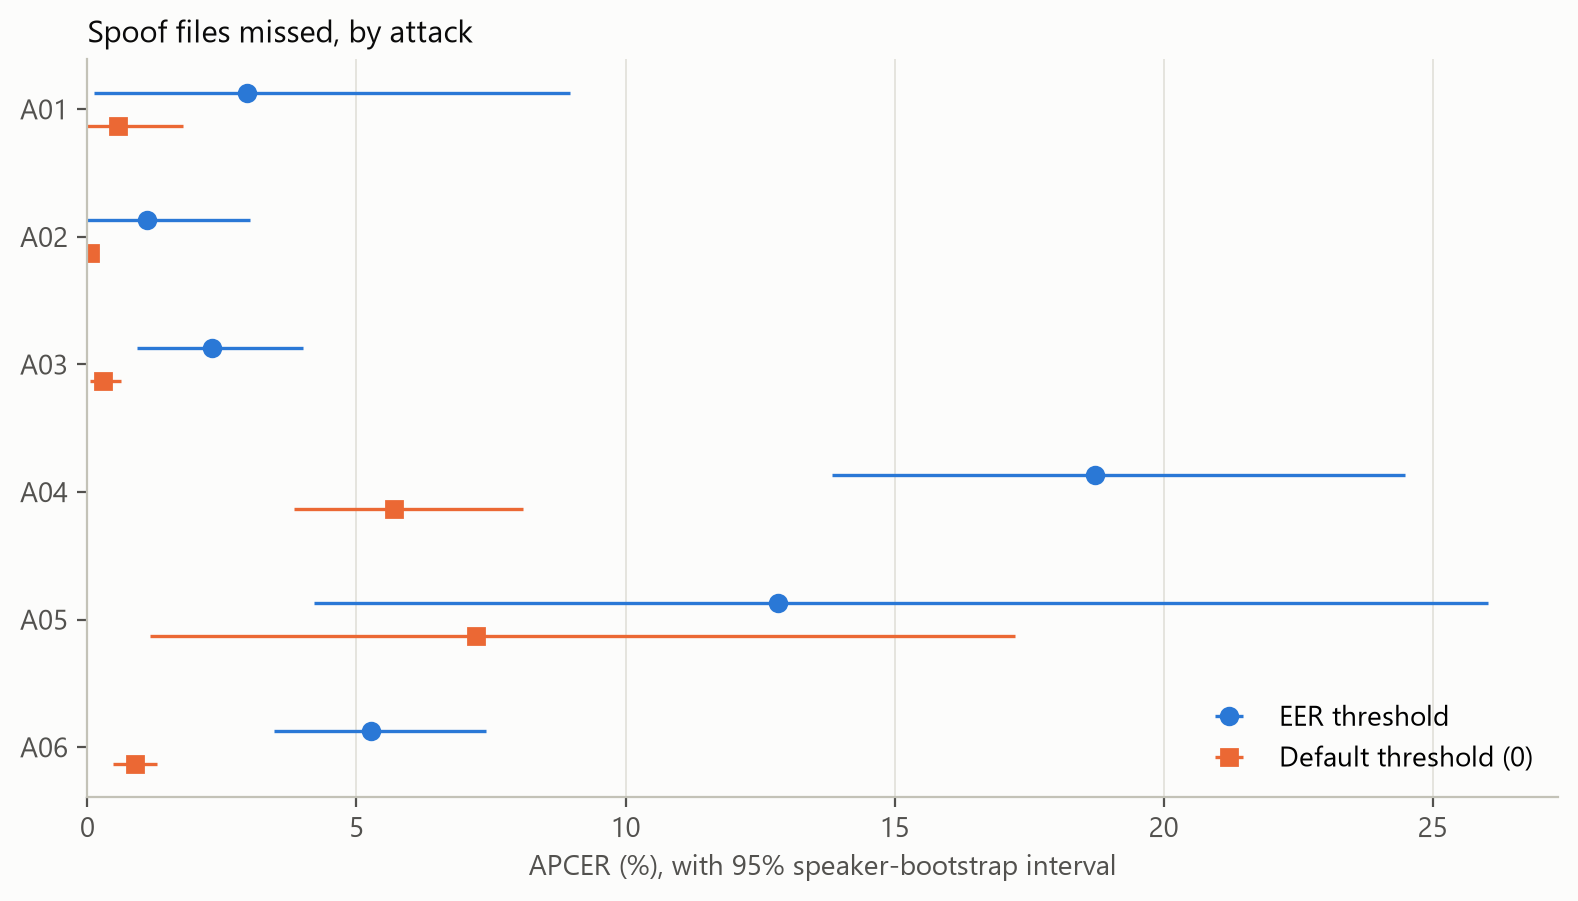 Spoof files missed, by attack
A01
A02
A03
A04
A05
A06
EER threshold
Default threshold (0)
0 5 10 15 20 25
APCER (%), with 95% speaker-bootstrap interval